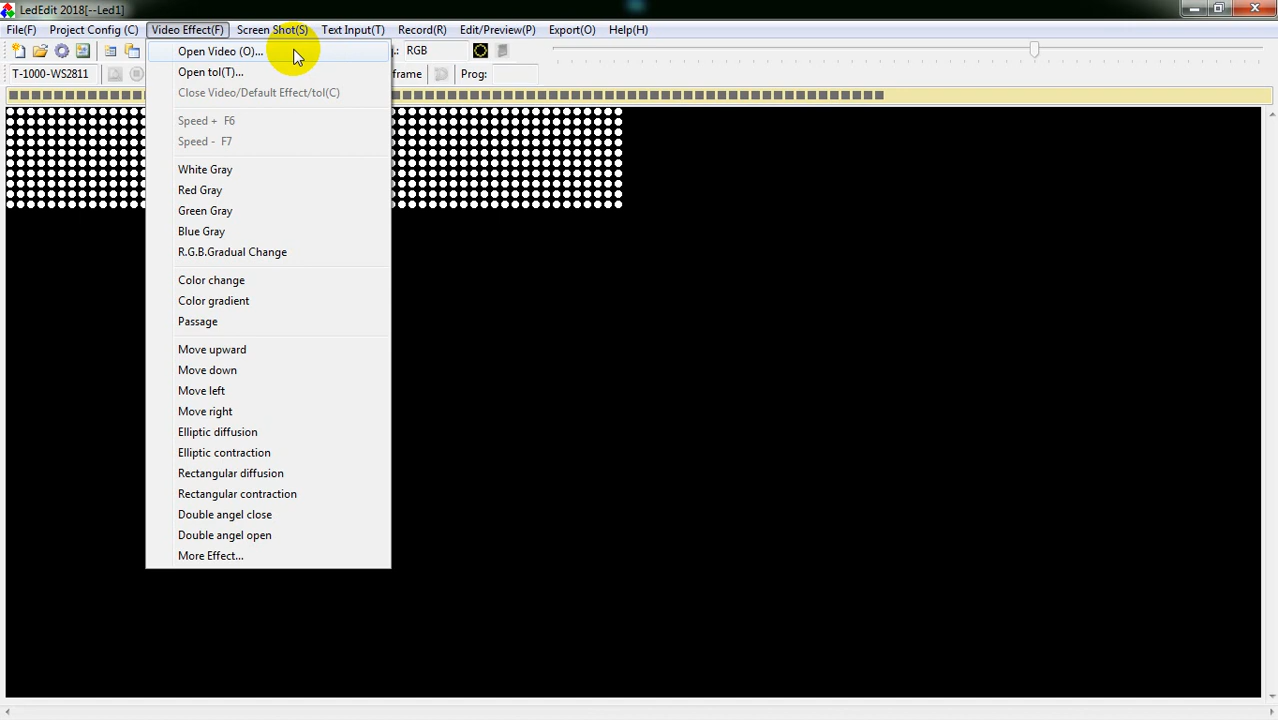 LedEdit 2018[--Led1]
File(F) Project Config (C) Video Effect(F) Screen Shot(S) Text Input(T) Record(R) Edit/Preview(P) Export(O) Help(H)
RGB
T-1000-WS2811 frame Prog:
Open Video (O)...
Open tol(T)...
Close Video/Default Effect/tol(C)
Speed + F6
Speed - F7
White Gray
Red Gray
Green Gray
Blue Gray
R.G.B.Gradual Change
Color change
Color gradient
Passage
Move upward
Move down
Move left
Move right
Elliptic diffusion
Elliptic contraction
Rectangular diffusion
Rectangular contraction
Double angel close
Double angel open
More Effect...